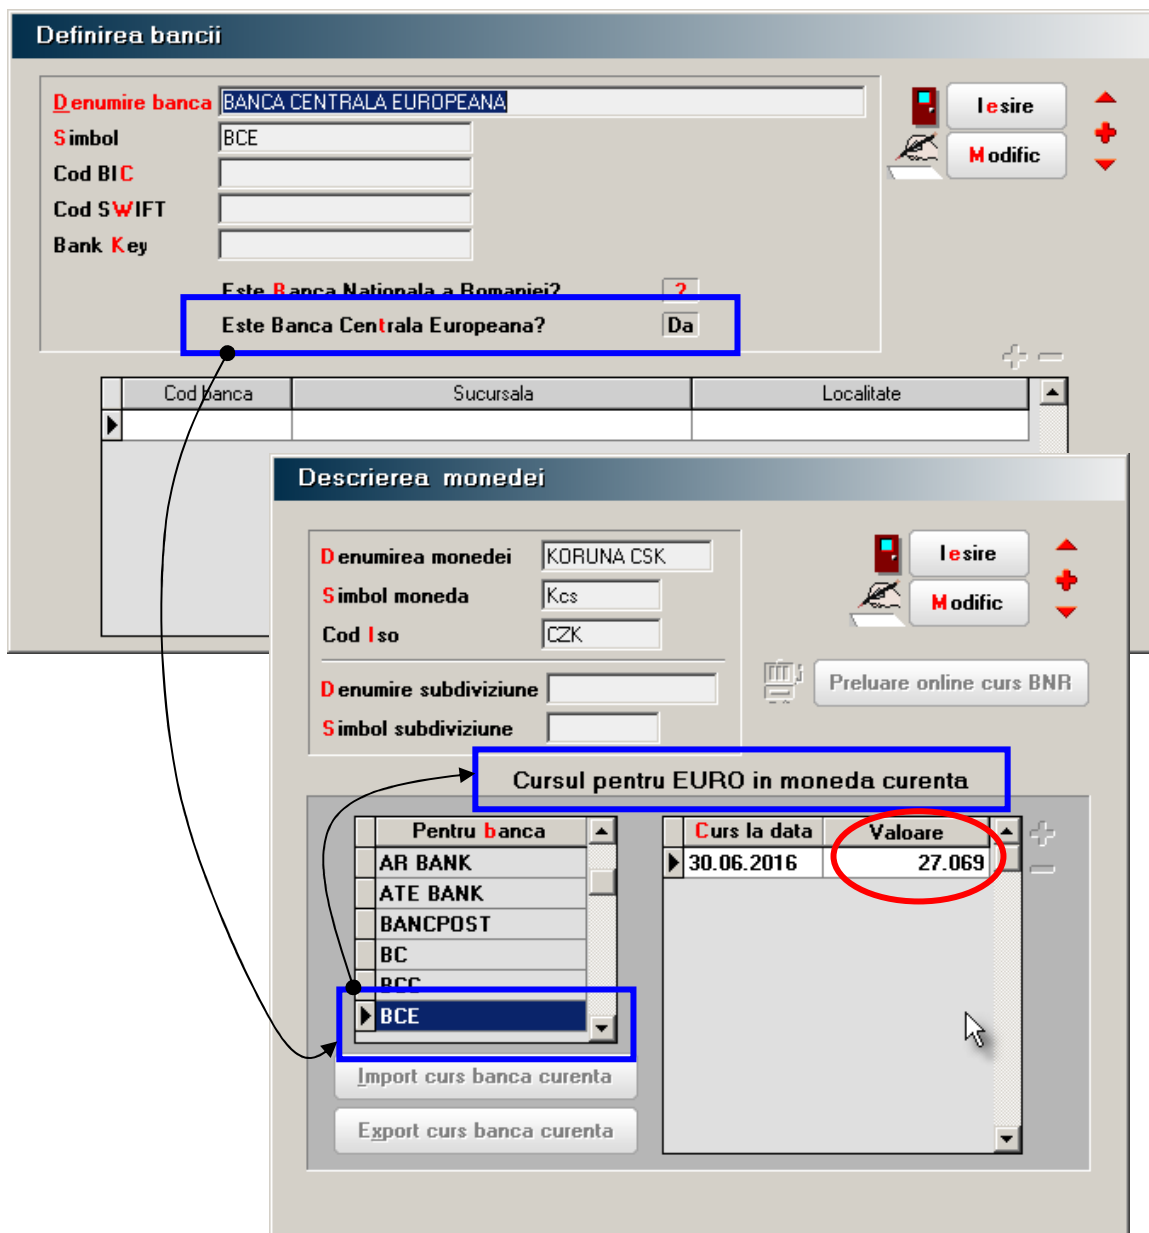 Definirea bancii
Denumire banca BANCA CENTRALA EUROPEANA
Iesire
Simbol BCE
Modific
Cod BIC
Cod SWIFT
Bank Key
Este Banca Nationala a Romaniei? ?
Este Banca Centrala Europeana? Da
Cod banca Sucursala Localitate
Descrierea monedei
Denumirea monedei KORUNA CSK
Iesire
Simbol moneda Kcs
Modific
Cod Iso CZK
Denumire subdiviziune
Preluare online curs BNR
Simbol subdiviziune
Cursul pentru EURO in moneda curenta
Pentru banca
Curs la data Valoare
AR BANK
30.06.2016 27.069
ATE BANK
BANCPOST
BC
BCC
BCE
Import curs banca curenta
Export curs banca curenta